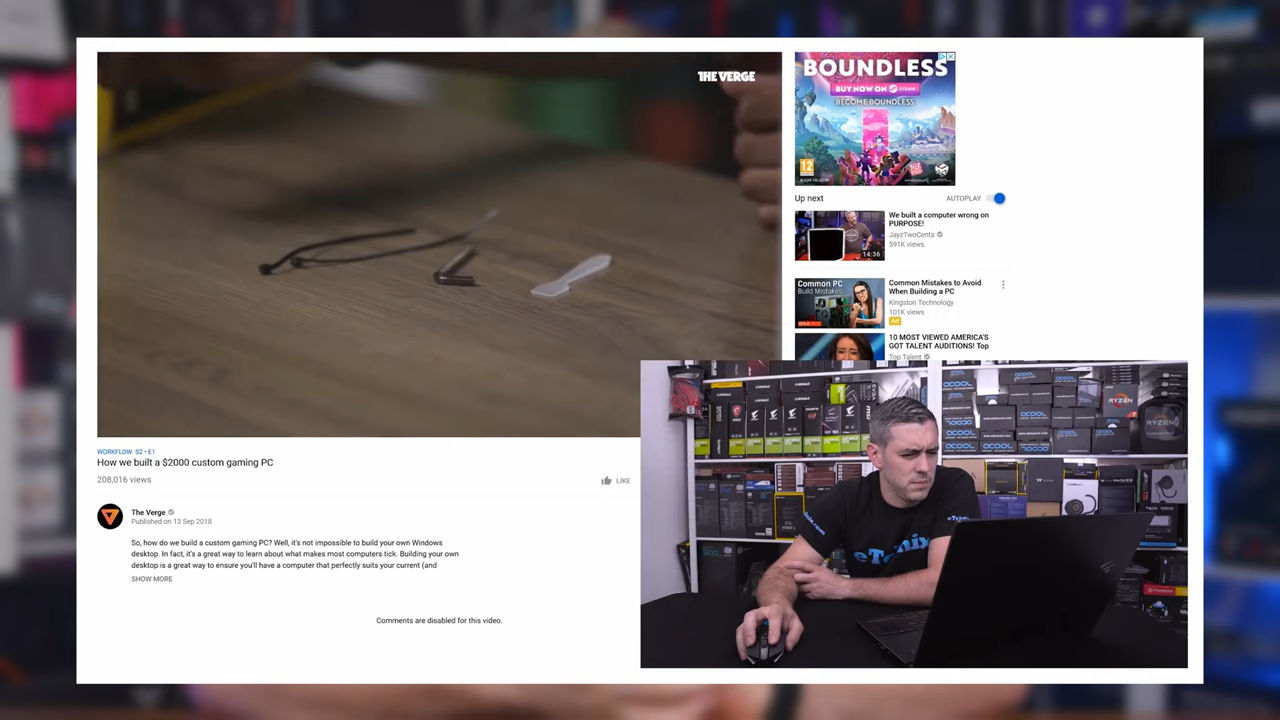 THE VERGE
BOUNDLESS
BUY NOW ON STEAM
BECOME BOUNDLESS
12
Up next
AUTOPLAY
We built a computer wrong on
PURPOSE!
JayzTwoCents
591K views
14:36
Common PC
Build Mistakes
Common Mistakes to Avoid
When Building a PC
Kingston Technology
101K views
Ad
10 MOST VIEWED AMERICA'S
GOT TALENT AUDITIONS! Top
Top Talent
WORKFLOW S2 • E1
How we built a $2000 custom gaming PC
208,016 views
LIKE
The Verge
Published on 13 Sep 2018
So, how do we build a custom gaming PC? Well, it's not impossible to build your own Windows
desktop. In fact, it's a great way to learn about what makes most computers tick. Building your own
desktop is a great way to ensure you'll have a computer that perfectly suits your current (and
SHOW MORE
Comments are disabled for this video.
RYZEN
RYZEN
eTeknix